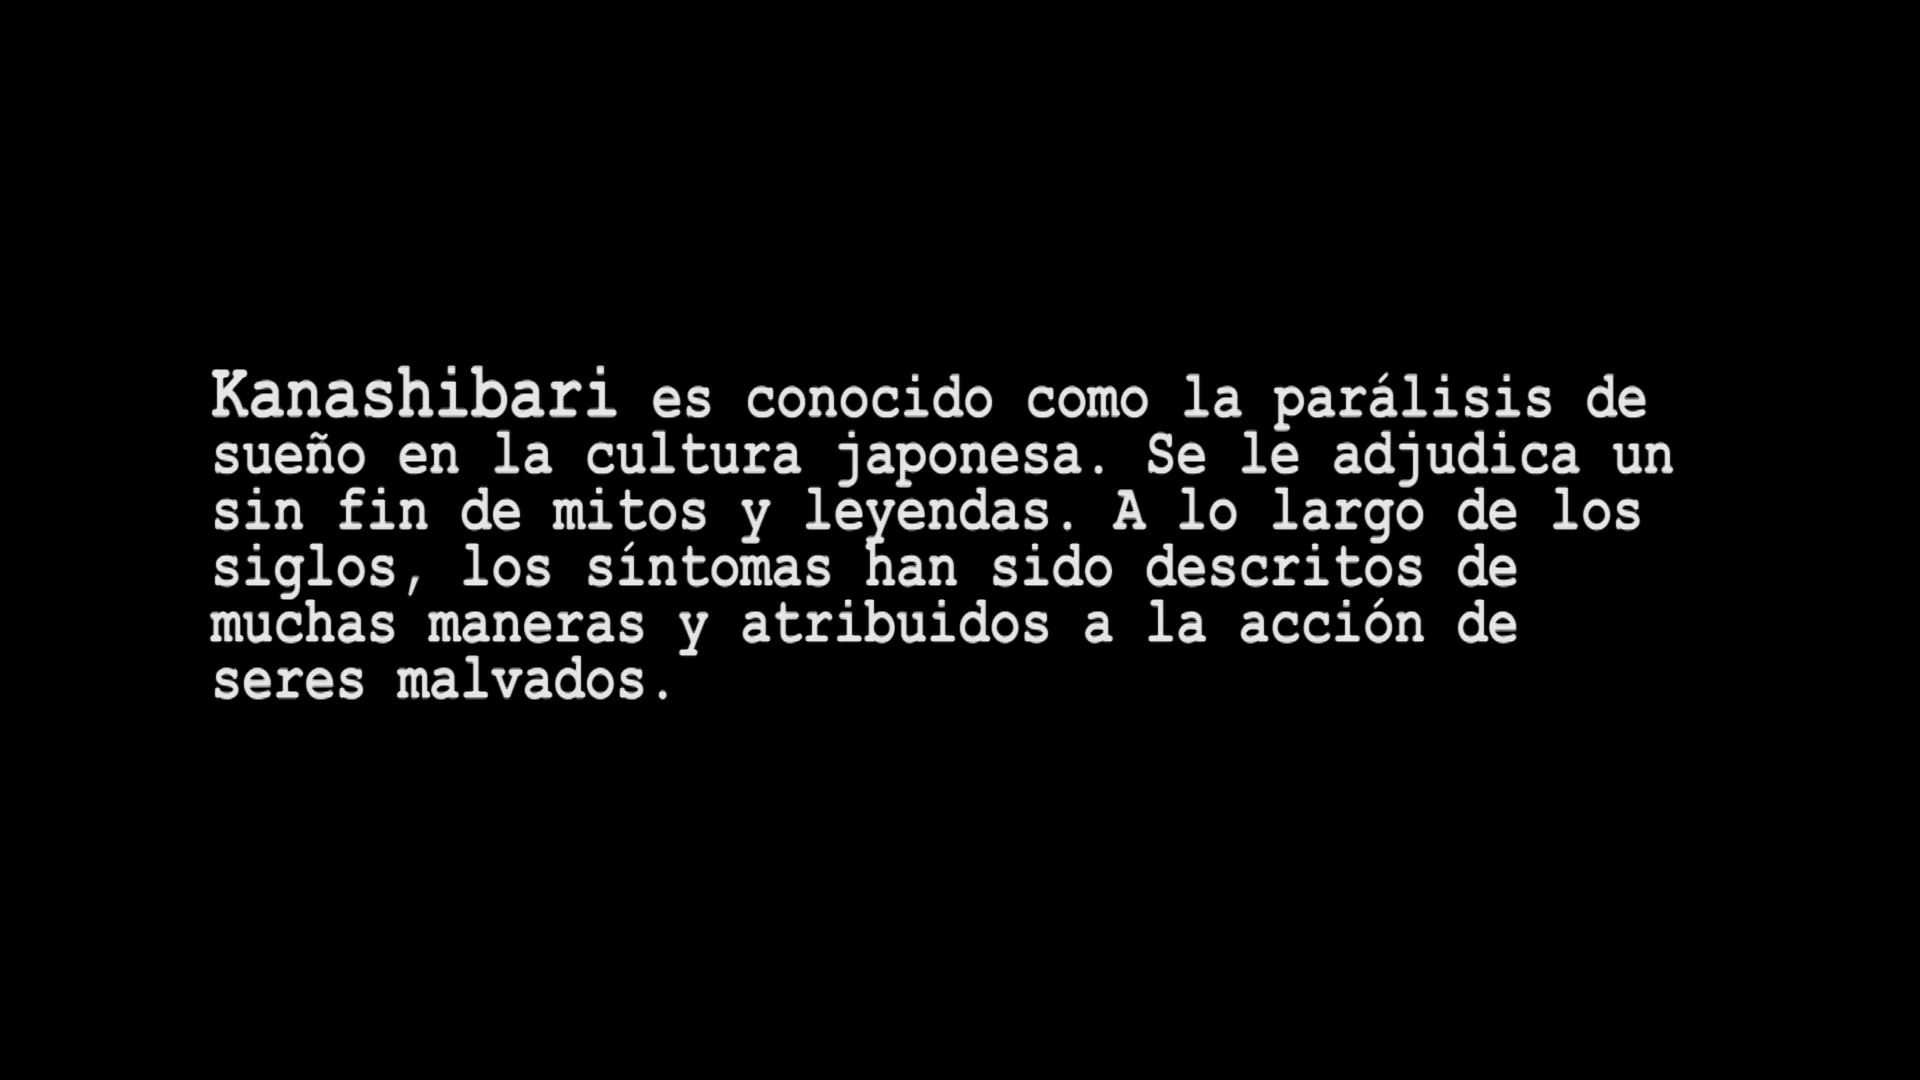 Kanashibari es conocido como la parálisis de
sueño en la cultura japonesa. Se le adjudica un
sin fin de mitos y leyendas. A lo largo de los
siglos, los síntomas han sido descritos de
muchas maneras y atribuidos a la acción de
seres malvados.